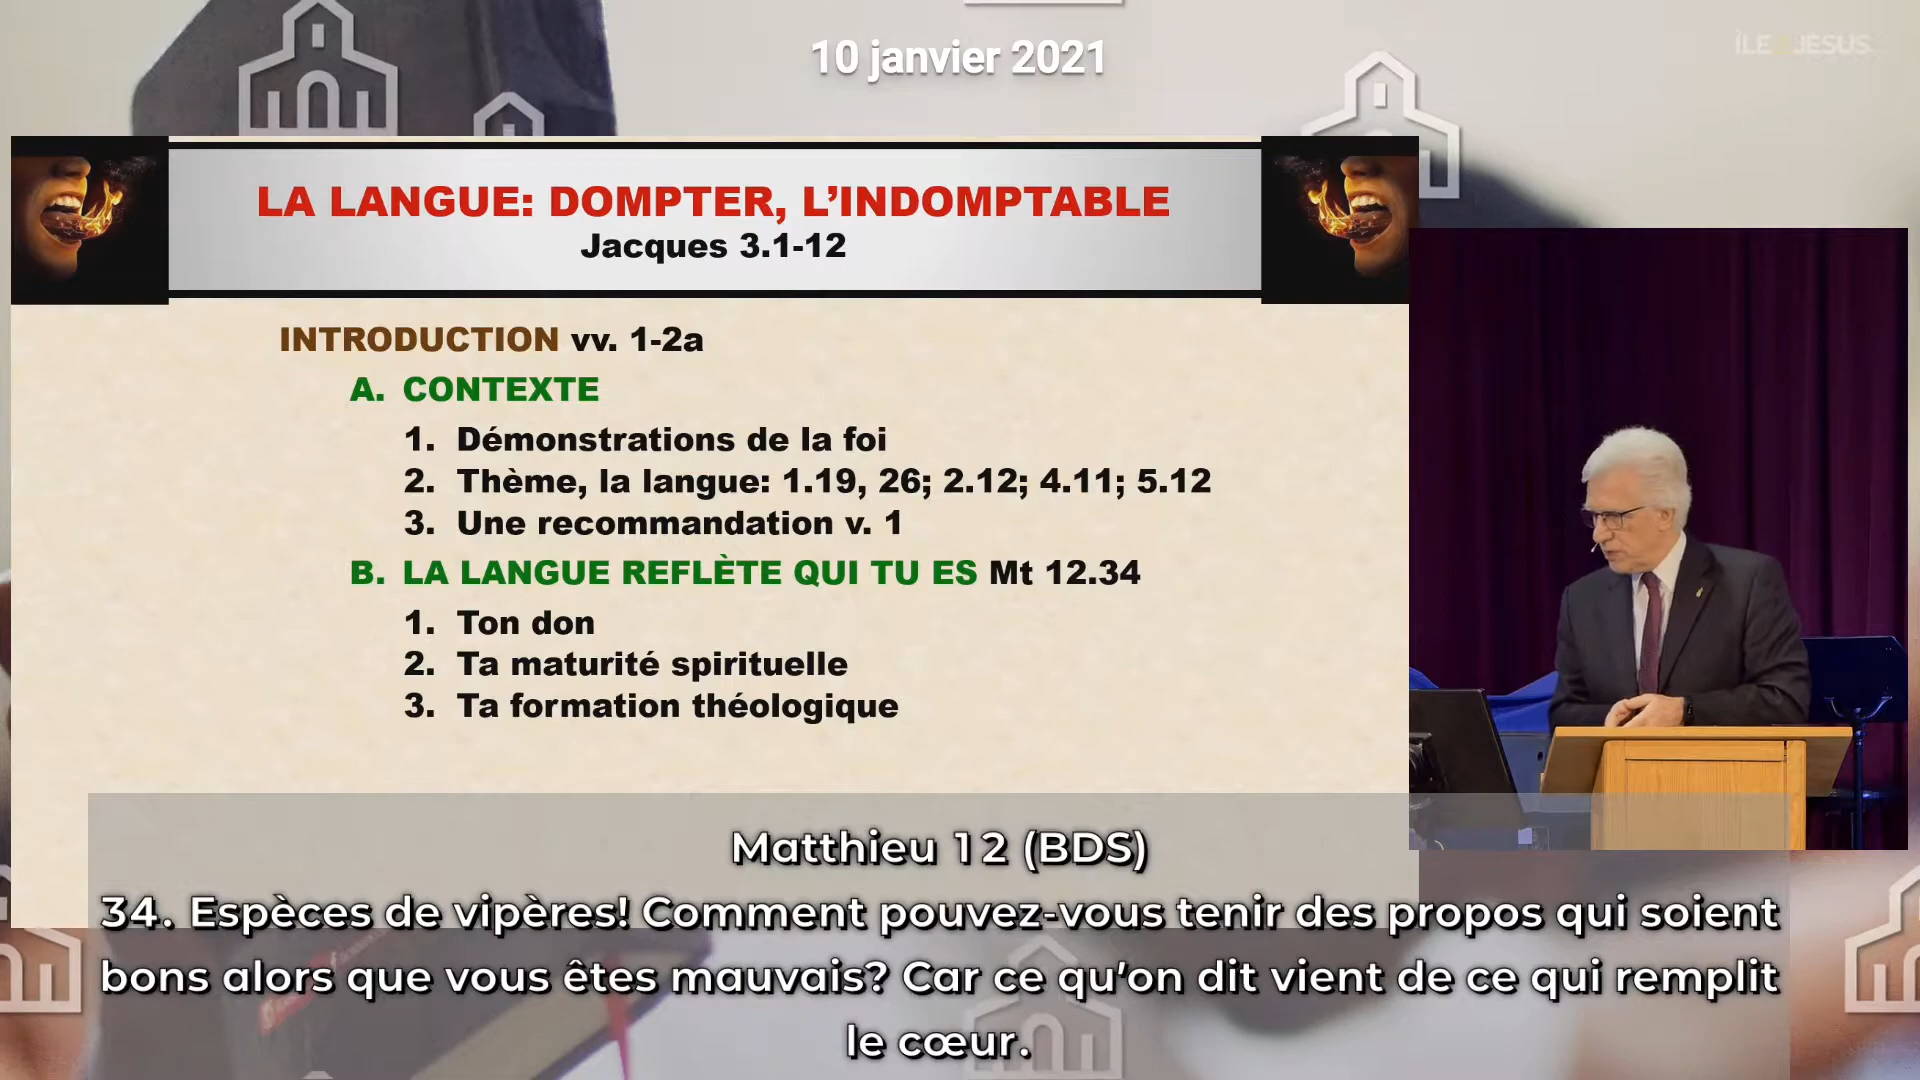 10 janvier 2021
LA LANGUE: DOMPTER, L’INDOMPTABLE
Jacques 3.1-12
INTRODUCTION vv. 1-2a
A. CONTEXTE
1. Démonstrations de la foi
2. Thème, la langue: 1.19, 26; 2.12; 4.11; 5.12
3. Une recommandation v. 1
B. LA LANGUE REFLÈTE QUI TU ES Mt 12.34
1. Ton don
2. Ta maturité spirituelle
3. Ta formation théologique
Matthieu 12 (BDS)
34. Espèces de vipères! Comment pouvez-vous tenir des propos qui soient
bons alors que vous êtes mauvais? Car ce qu’on dit vient de ce qui remplit
le cœur.